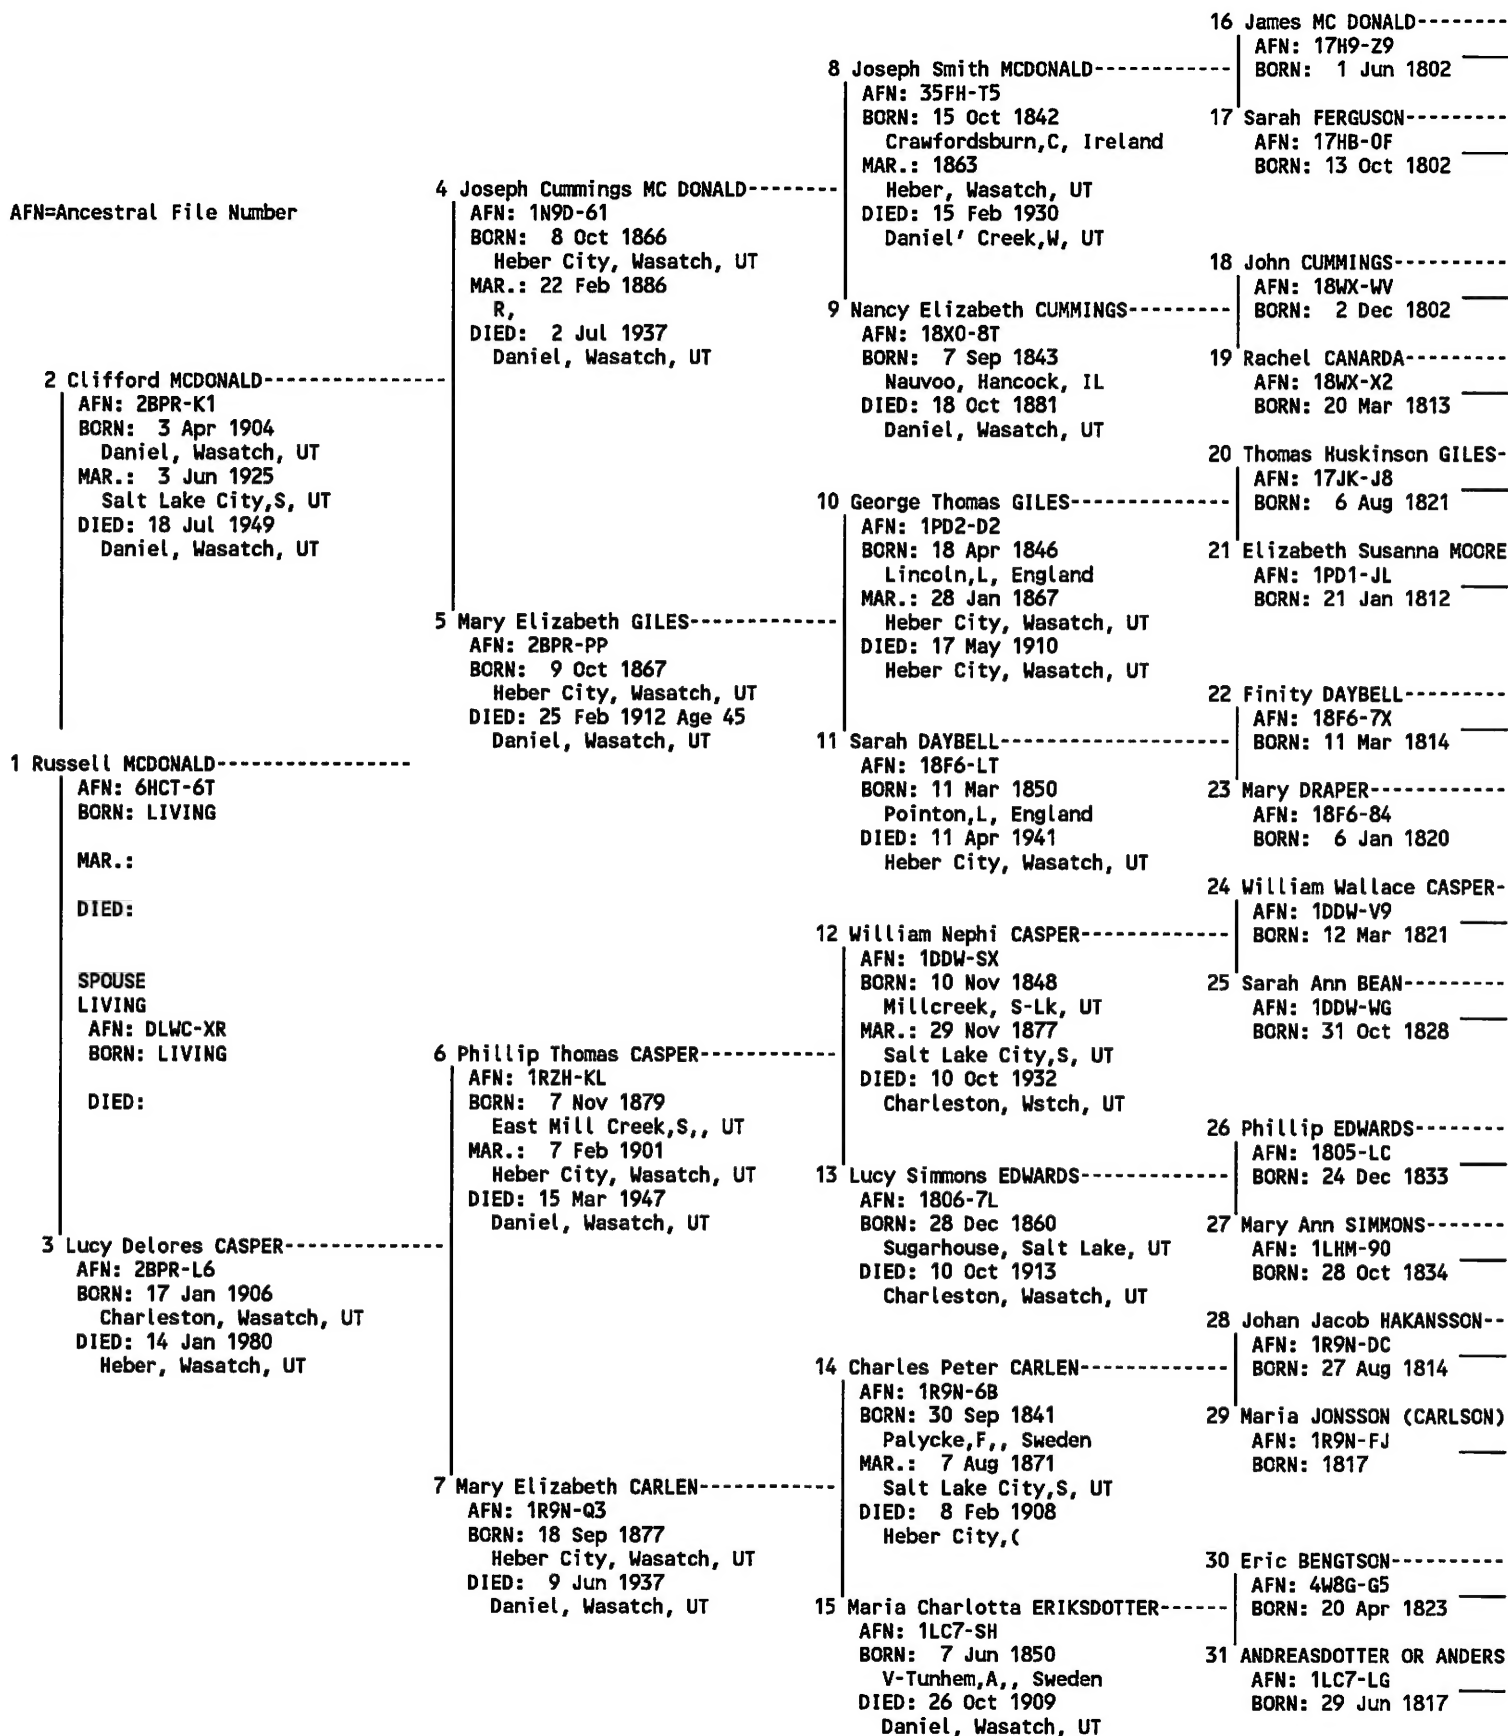 AFN=Ancestral File Number
1 Russell MCDONALD-----------------
AFN: 6HCT-6T
BORN: LIVING
MAR.:
DIED:
SPOUSE
LIVING
AFN: DLWC-XR
BORN: LIVING
DIED:
2 Clifford MCDONALD----------------
AFN: 2BPR-K1
BORN: 3 Apr 1904
Daniel, Wasatch, UT
MAR.: 3 Jun 1925
Salt Lake City,S, UT
DIED: 18 Jul 1949
Daniel, Wasatch, UT
3 Lucy Delores CASPER--------------
AFN: 2BPR-L6
BORN: 17 Jan 1906
Charleston, Wasatch, UT
DIED: 14 Jan 1980
Heber, Wasatch, UT
4 Joseph Cummings MC DONALD--------
AFN: 1N9D-61
BORN: 8 Oct 1866
Heber City, Wasatch, UT
MAR.: 22 Feb 1886
R,
DIED: 2 Jul 1937
Daniel, Wasatch, UT
5 Mary Elizabeth GILES-------------
AFN: 2BPR-PP
BORN: 9 Oct 1867
Heber City, Wasatch, UT
DIED: 25 Feb 1912 Age 45
Daniel, Wasatch, UT
6 Phillip Thomas CASPER------------
AFN: 1RZH-KL
BORN: 7 Nov 1879
East Mill Creek,S,, UT
MAR.: 7 Feb 1901
Heber City, Wasatch, UT
DIED: 15 Mar 1947
Daniel, Wasatch, UT
7 Mary Elizabeth CARLEN------------
AFN: 1R9N-Q3
BORN: 18 Sep 1877
Heber City, Wasatch, UT
DIED: 9 Jun 1937
Daniel, Wasatch, UT
8 Joseph Smith MCDONALD------------
AFN: 35FH-T5
BORN: 15 Oct 1842
Crawfordsburn,C, Ireland
MAR.: 1863
Heber, Wasatch, UT
DIED: 15 Feb 1930
Daniel' Creek,W, UT
9 Nancy Elizabeth CUMMINGS---------
AFN: 18X0-8T
BORN: 7 Sep 1843
Nauvoo, Hancock, IL
DIED: 18 Oct 1881
Daniel, Wasatch, UT
10 George Thomas GILES--------------
AFN: 1PD2-D2
BORN: 18 Apr 1846
Lincoln,L, England
MAR.: 28 Jan 1867
Heber City, Wasatch, UT
DIED: 17 May 1910
Heber City, Wasatch, UT
11 Sarah DAYBELL--------------------
AFN: 18F6-LT
BORN: 11 Mar 1850
Pointon,L, England
DIED: 11 Apr 1941
Heber City, Wasatch, UT
12 William Nephi CASPER-------------
AFN: 1DDW-SX
BORN: 10 Nov 1848
Millcreek, S-Lk, UT
MAR.: 29 Nov 1877
Salt Lake City,S, UT
DIED: 10 Oct 1932
Charleston, Wstch, UT
13 Lucy Simmons EDWARDS-------------
AFN: 1806-7L
BORN: 28 Dec 1860
Sugarhouse, Salt Lake, UT
DIED: 10 Oct 1913
Charleston, Wasatch, UT
14 Charles Peter CARLEN-------------
AFN: 1R9N-6B
BORN: 30 Sep 1841
Palycke,F,, Sweden
MAR.: 7 Aug 1871
Salt Lake City,S, UT
DIED: 8 Feb 1908
Heber City,(
15 Maria Charlotta ERIKSDOTTER------
AFN: 1LC7-SH
BORN: 7 Jun 1850
V-Tunhem,A,, Sweden
DIED: 26 Oct 1909
Daniel, Wasatch, UT
16 James MC DONALD--------
AFN: 17H9-Z9
BORN: 1 Jun 1802
17 Sarah FERGUSON---------
AFN: 17HB-0F
BORN: 13 Oct 1802
18 John CUMMINGS----------
AFN: 18WX-WV
BORN: 2 Dec 1802
19 Rachel CANARDA---------
AFN: 18WX-X2
BORN: 20 Mar 1813
20 Thomas Huskinson GILES-
AFN: 17JK-J8
BORN: 6 Aug 1821
21 Elizabeth Susanna MOORE
AFN: 1PD1-JL
BORN: 21 Jan 1812
22 Finity DAYBELL---------
AFN: 18F6-7X
BORN: 11 Mar 1814
23 Mary DRAPER------------
AFN: 18F6-84
BORN: 6 Jan 1820
24 William Wallace CASPER-
AFN: 1DDW-V9
BORN: 12 Mar 1821
25 Sarah Ann BEAN---------
AFN: 1DDW-WG
BORN: 31 Oct 1828
26 Phillip EDWARDS--------
AFN: 1805-LC
BORN: 24 Dec 1833
27 Mary Ann SIMMONS-------
AFN: 1LHM-90
BORN: 28 Oct 1834
28 Johan Jacob HAKANSSON--
AFN: 1R9N-DC
BORN: 27 Aug 1814
29 Maria JONSSON (CARLSON)
AFN: 1R9N-FJ
BORN: 1817
30 Eric BENGTSON----------
AFN: 4W8G-G5
BORN: 20 Apr 1823
31 ANDREASDOTTER OR ANDERS
AFN: 1LC7-LG
BORN: 29 Jun 1817